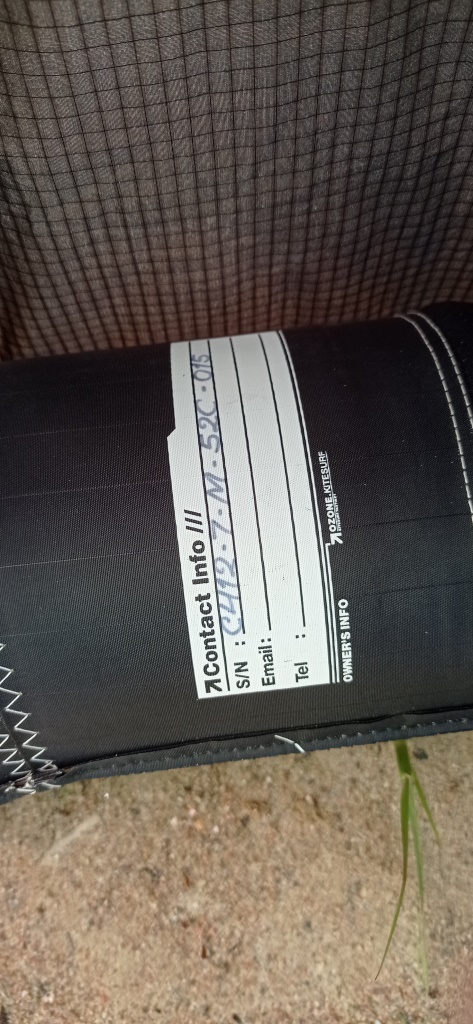 Contact Info ///
S/N : C412-7-M-52C-015
Email:
Tel :
OZONE KITESURF
OWNER'S INFO